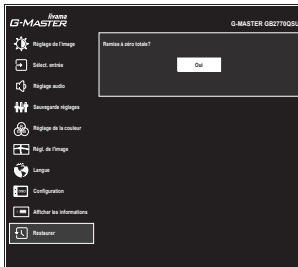 iiyama
G-MASTER
G-MASTER GB2770QSU
Réglage de l'image
Remise à zéro totale?
Oui
Sélect. entrée
Réglage audio
Sauvegarde réglages
Réglage de la couleur
Régl. de l'image
Langue
Configuration
Afficher les informations
Restaurer